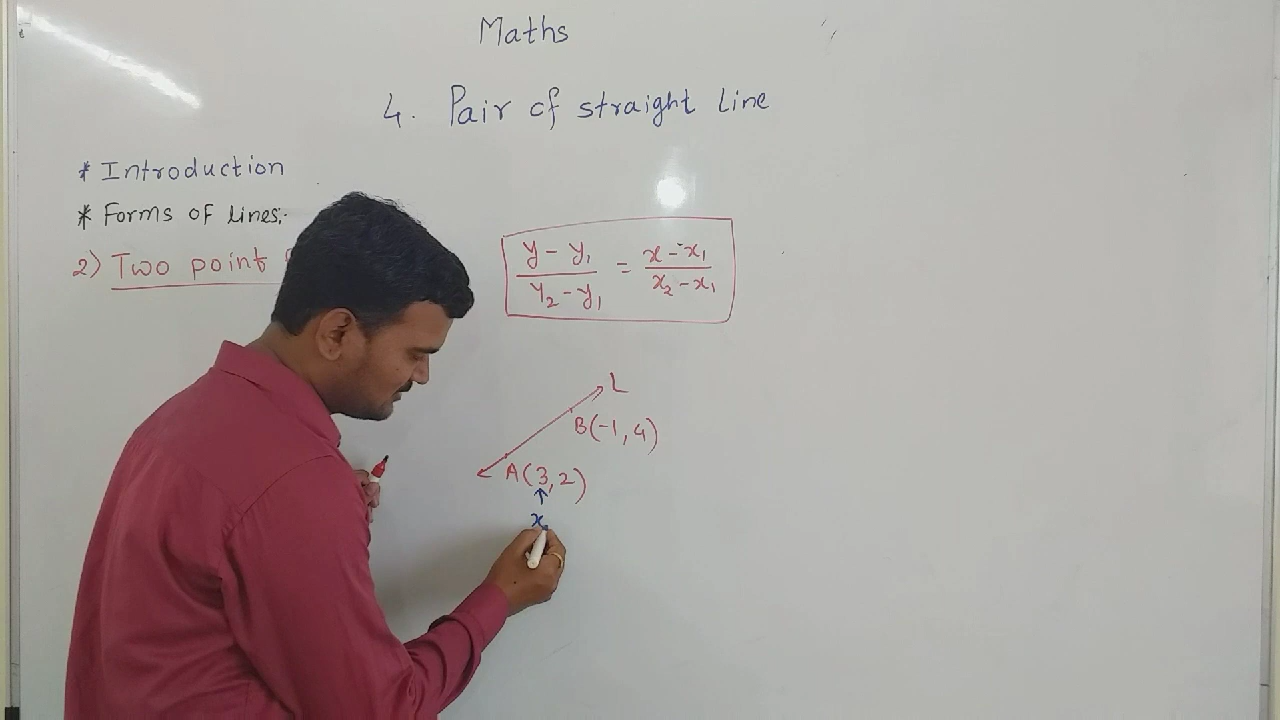 Maths
4. Pair of straight Line
* Introduction
* Forms of lines:-
2) Two point
y - y₁ / y₂ - y₁ = x - x₁ / x₂ - x₁
L
B(-1, 4)
A(3, 2)
x